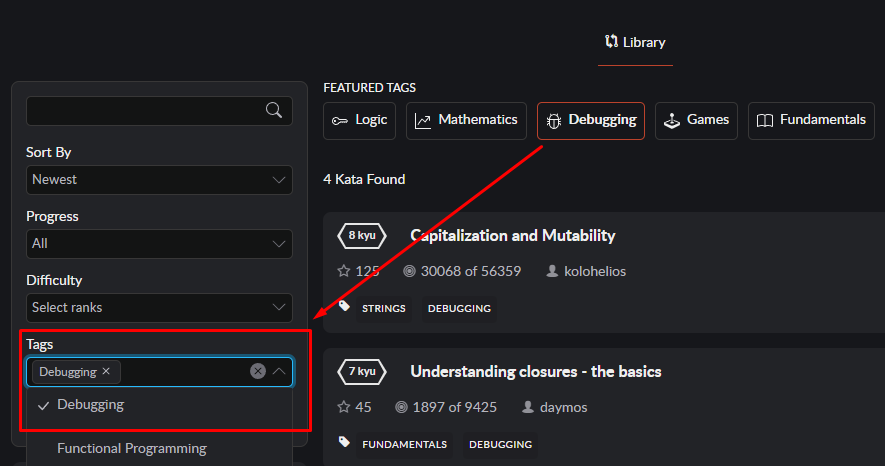 Library
Sort By
Newest
Progress
All
Difficulty
Select ranks
Tags
Debugging ×
Debugging
Functional Programming
FEATURED TAGS
Logic
Mathematics
Debugging
Games
Fundamentals
4 Kata Found
8 kyu Capitalization and Mutability
125 30068 of 56359 kolohelios
STRINGS DEBUGGING
7 kyu Understanding closures - the basics
45 1897 of 9425 daymos
FUNDAMENTALS DEBUGGING